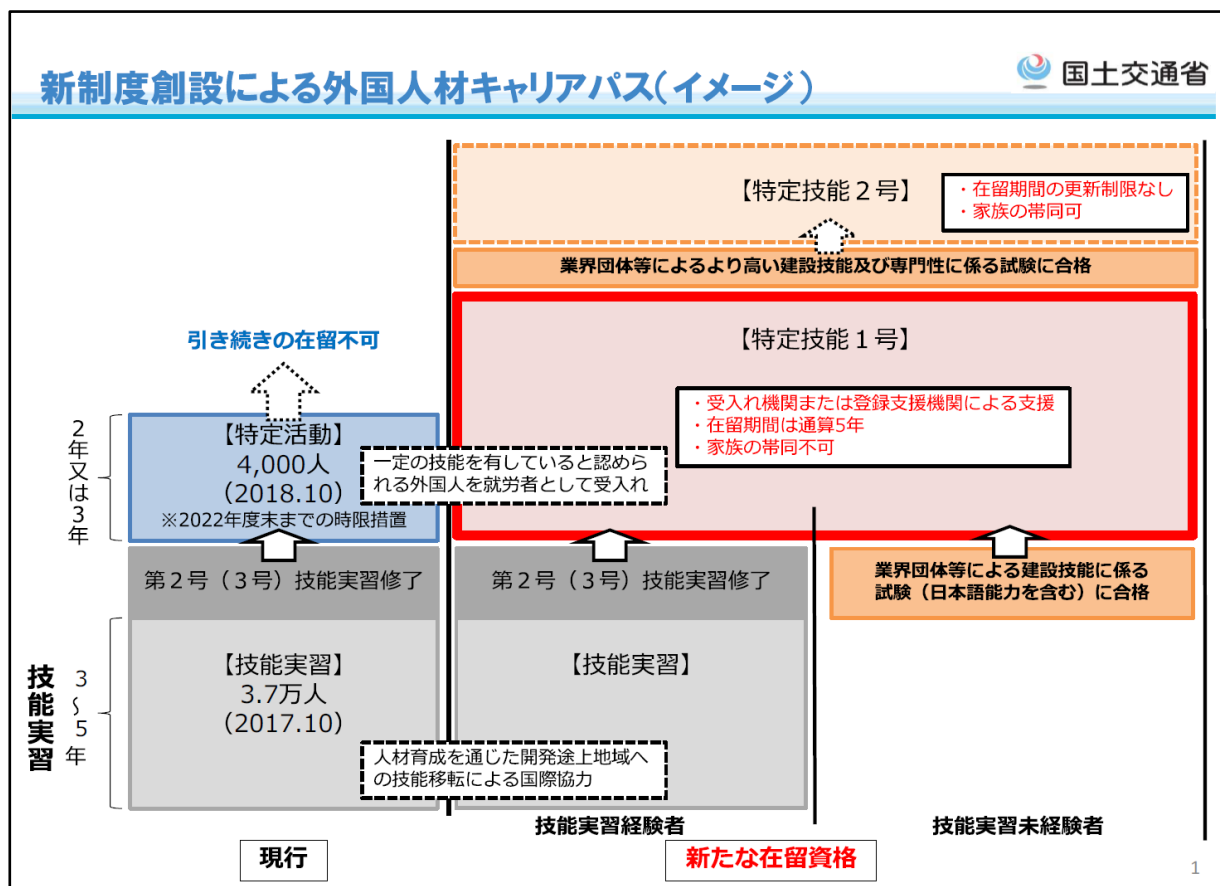 新制度創設による外国人材キャリアパス(イメージ)
国土交通省
【特定技能２号】
・在留期間の更新制限なし
・家族の帯同可
業界団体等によるより高い建設技能及び専門性に係る試験に合格
引き続きの在留不可
【特定技能１号】
・受入れ機関または登録支援機関による支援
・在留期間は通算5年
・家族の帯同不可
２年又は３年
【特定活動】
4,000人
(2018.10)
※2022年度末までの時限措置
一定の技能を有していると認めら
れる外国人を就労者として受入れ
第２号（３号）技能実習修了
第２号（３号）技能実習修了
業界団体等による建設技能に係る
試験（日本語能力を含む）に合格
技能実習
３～５年
【技能実習】
3.7万人
(2017.10)
【技能実習】
人材育成を通じた開発途上地域へ
の技能移転による国際協力
技能実習経験者
技能実習未経験者
現行
新たな在留資格
1